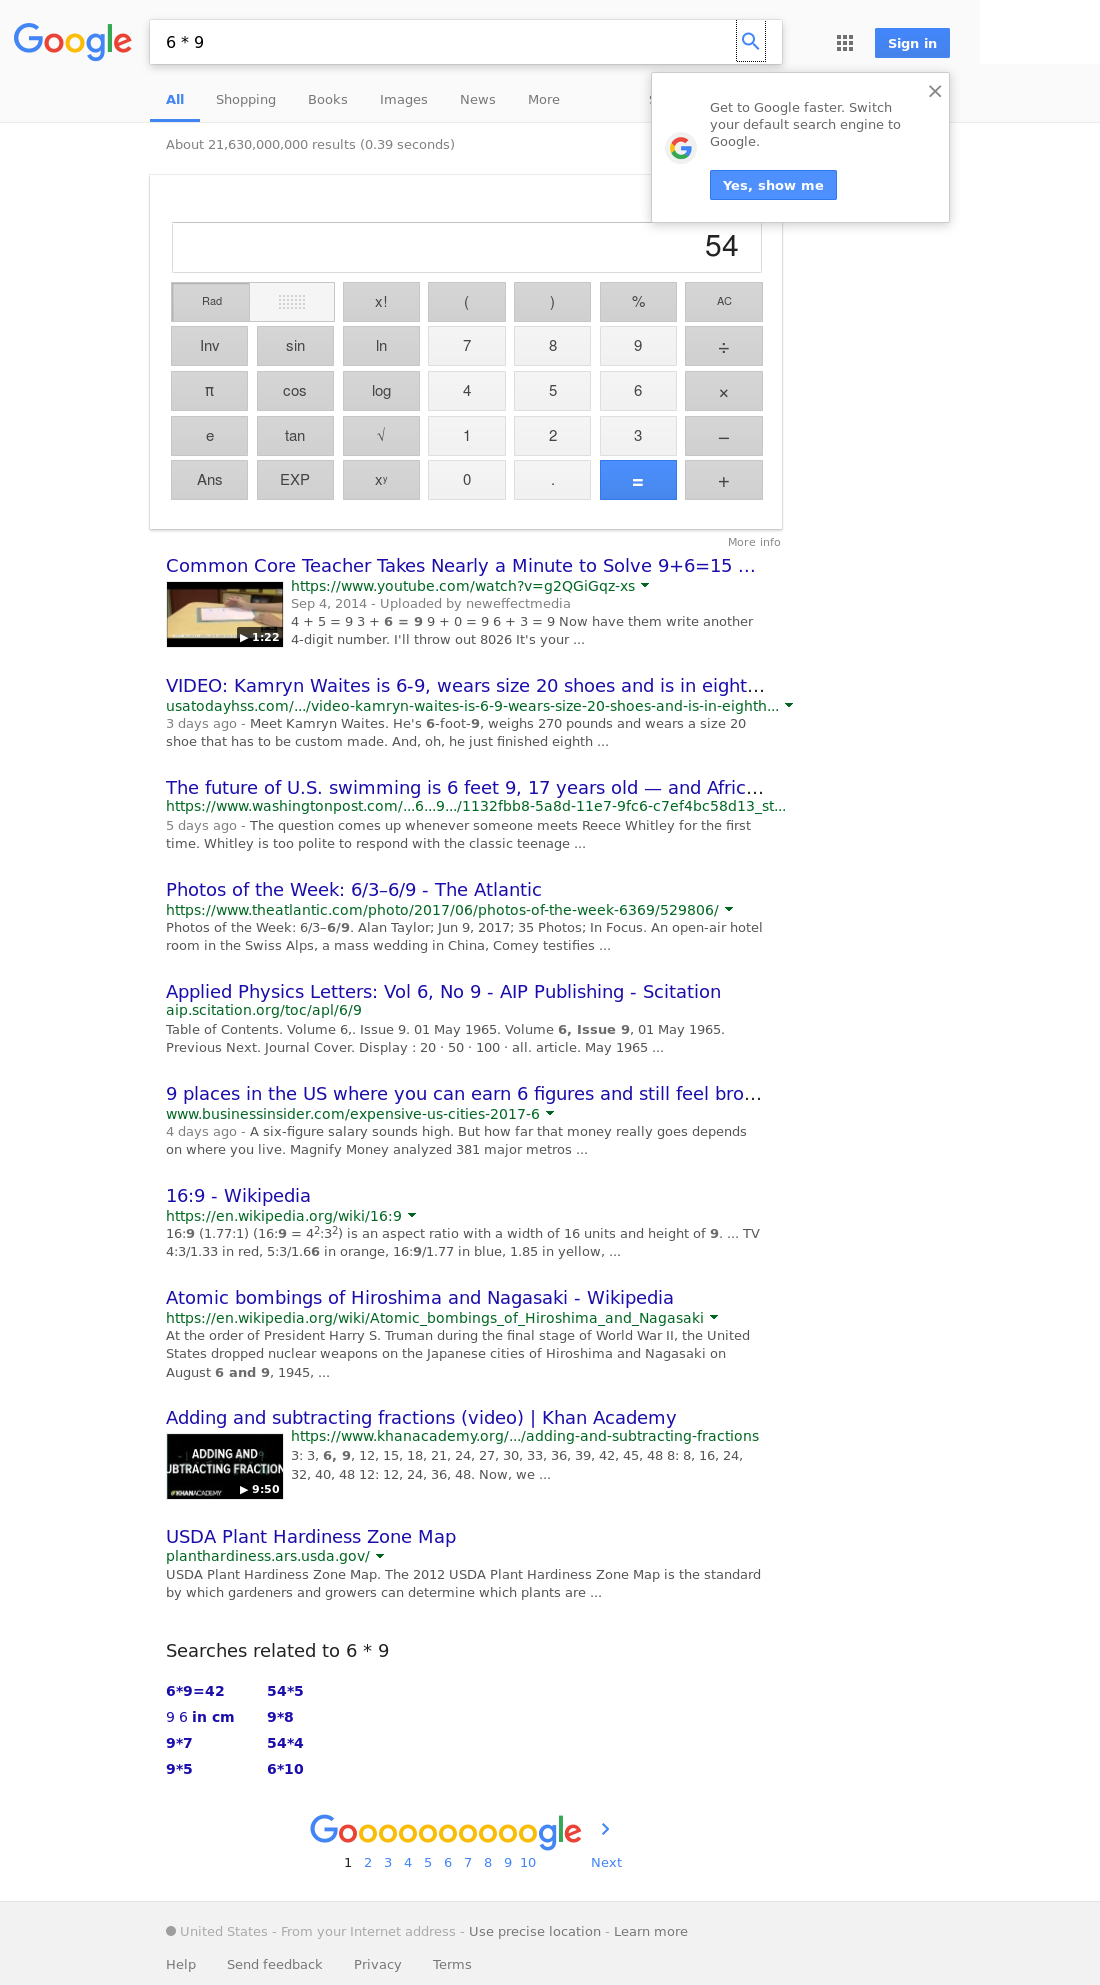 Google
6 * 9
Sign in
All Shopping Books Images News More
Get to Google faster. Switch
your default search engine to
Google.
Yes, show me
About 21,630,000,000 results (0.39 seconds)
54
Rad x! ( ) % AC
Inv sin ln 7 8 9 ÷
π cos log 4 5 6 ×
e tan √ 1 2 3 −
Ans EXP xʸ 0 . = +
More info
Common Core Teacher Takes Nearly a Minute to Solve 9+6=15 ...
https://www.youtube.com/watch?v=g2QGiGqz-xs
Sep 4, 2014 - Uploaded by neweffectmedia
4 + 5 = 9 3 + 6 = 9 9 + 0 = 9 6 + 3 = 9 Now have them write another
4-digit number. I'll throw out 8026 It's your ...
▶ 1:22
VIDEO: Kamryn Waites is 6-9, wears size 20 shoes and is in eight...
usatodayhss.com/.../video-kamryn-waites-is-6-9-wears-size-20-shoes-and-is-in-eighth...
3 days ago - Meet Kamryn Waites. He's 6-foot-9, weighs 270 pounds and wears a size 20
shoe that has to be custom made. And, oh, he just finished eighth ...
The future of U.S. swimming is 6 feet 9, 17 years old — and Afric...
https://www.washingtonpost.com/...6...9.../1132fbb8-5a8d-11e7-9fc6-c7ef4bc58d13_st...
5 days ago - The question comes up whenever someone meets Reece Whitley for the first
time. Whitley is too polite to respond with the classic teenage ...
Photos of the Week: 6/3–6/9 - The Atlantic
https://www.theatlantic.com/photo/2017/06/photos-of-the-week-6369/529806/
Photos of the Week: 6/3–6/9. Alan Taylor; Jun 9, 2017; 35 Photos; In Focus. An open-air hotel
room in the Swiss Alps, a mass wedding in China, Comey testifies ...
Applied Physics Letters: Vol 6, No 9 - AIP Publishing - Scitation
aip.scitation.org/toc/apl/6/9
Table of Contents. Volume 6,. Issue 9. 01 May 1965. Volume 6, Issue 9, 01 May 1965.
Previous Next. Journal Cover. Display : 20 · 50 · 100 · all. article. May 1965 ...
9 places in the US where you can earn 6 figures and still feel bro...
www.businessinsider.com/expensive-us-cities-2017-6
4 days ago - A six-figure salary sounds high. But how far that money really goes depends
on where you live. Magnify Money analyzed 381 major metros ...
16:9 - Wikipedia
https://en.wikipedia.org/wiki/16:9
16:9 (1.77:1) (16:9 = 4²:3²) is an aspect ratio with a width of 16 units and height of 9. ... TV
4:3/1.33 in red, 5:3/1.66 in orange, 16:9/1.77 in blue, 1.85 in yellow, ...
Atomic bombings of Hiroshima and Nagasaki - Wikipedia
https://en.wikipedia.org/wiki/Atomic_bombings_of_Hiroshima_and_Nagasaki
At the order of President Harry S. Truman during the final stage of World War II, the United
States dropped nuclear weapons on the Japanese cities of Hiroshima and Nagasaki on
August 6 and 9, 1945, ...
Adding and subtracting fractions (video) | Khan Academy
https://www.khanacademy.org/.../adding-and-subtracting-fractions
3: 3, 6, 9, 12, 15, 18, 21, 24, 27, 30, 33, 36, 39, 42, 45, 48 8: 8, 16, 24,
32, 40, 48 12: 12, 24, 36, 48. Now, we ...
ADDING AND
UBTRACTING FRACTION
KHANACADEMY
▶ 9:50
USDA Plant Hardiness Zone Map
planthardiness.ars.usda.gov/
USDA Plant Hardiness Zone Map. The 2012 USDA Plant Hardiness Zone Map is the standard
by which gardeners and growers can determine which plants are ...
Searches related to 6 * 9
6*9=42 54*5
9 6 in cm 9*8
9*7 54*4
9*5 6*10
Goooooooooogle
1 2 3 4 5 6 7 8 9 10 Next
United States - From your Internet address - Use precise location - Learn more
Help Send feedback Privacy Terms